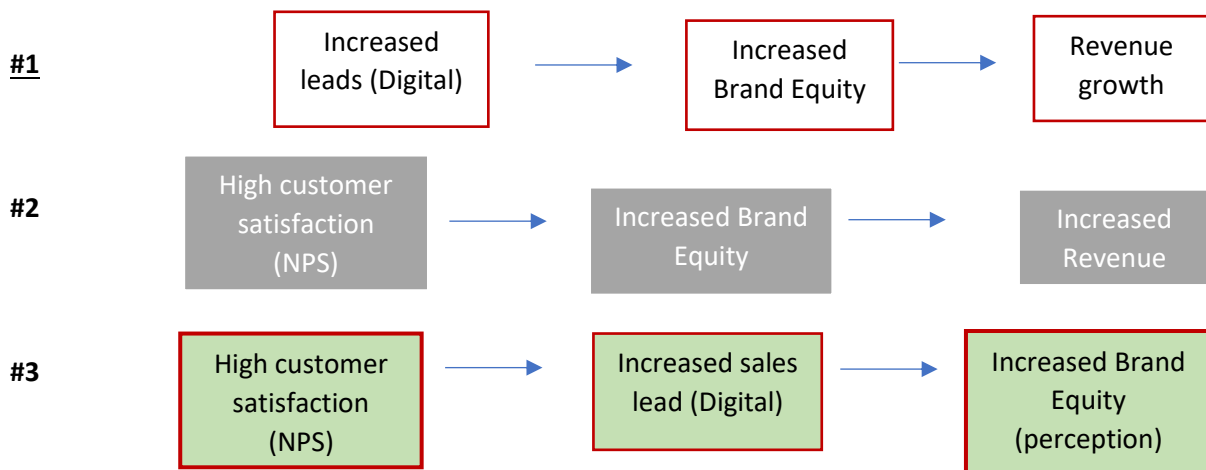 #1
Increased
leads (Digital)
Increased
Brand Equity
Revenue
growth
#2
High customer
satisfaction
(NPS)
Increased Brand
Equity
Increased
Revenue
#3
High customer
satisfaction
(NPS)
Increased sales
lead (Digital)
Increased Brand
Equity
(perception)